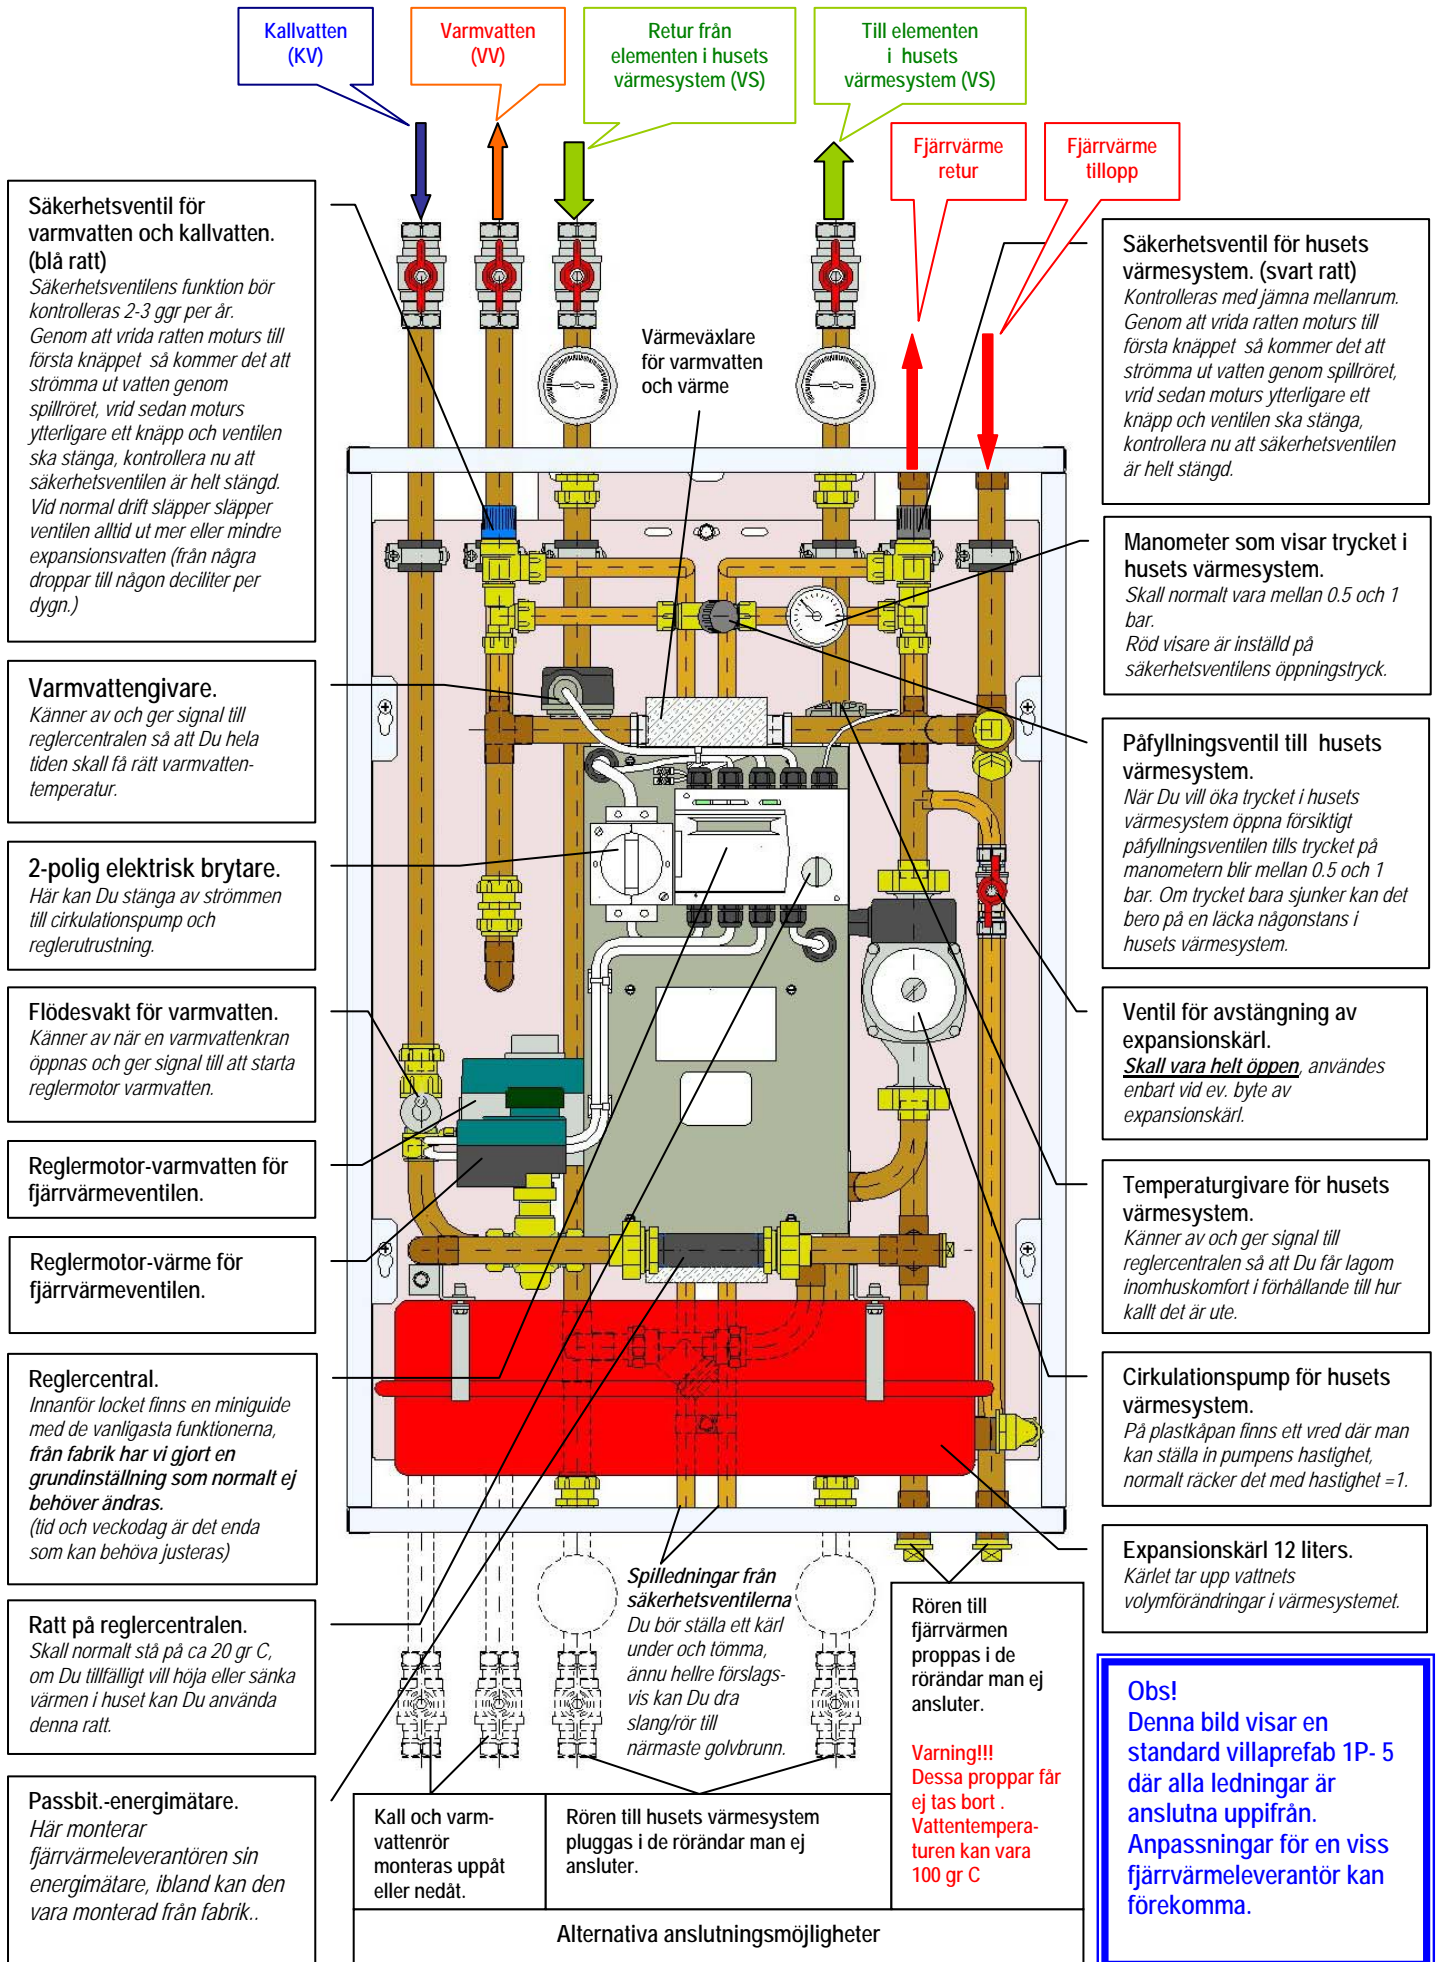 Kallvatten
(KV)
Varmvatten
(VV)
Retur från
elementen i husets
värmesystem (VS)
Till elementen
i husets
värmesystem (VS)
Fjärrvärme
retur
Fjärrvärme
tillopp
Säkerhetsventil för
varmvatten och kallvatten.
(blå ratt)
Säkerhetsventilens funktion bör
kontrolleras 2-3 ggr per år.
Genom att vrida ratten moturs till
första knäppet så kommer det att
strömma ut vatten genom
spillröret, vrid sedan moturs
ytterligare ett knäpp och ventilen
ska stänga, kontrollera nu att
säkerhetsventilen är helt stängd.
Vid normal drift släpper släpper
ventilen alltid ut mer eller mindre
expansionsvatten (från några
droppar till någon deciliter per
dygn.)
Varmvattengivare.
Känner av och ger signal till
reglercentralen så att Du hela
tiden skall få rätt varmvatten-
temperatur.
2-polig elektrisk brytare.
Här kan Du stänga av strömmen
till cirkulationspump och
reglerutrustning.
Flödesvakt för varmvatten.
Känner av när en varmvattenkran
öppnas och ger signal till att starta
reglermotor varmvatten.
Reglermotor-varmvatten för
fjärrvärmeventilen.
Reglermotor-värme för
fjärrvärmeventilen.
Reglercentral.
Innanför locket finns en miniguide
med de vanligasta funktionerna,
från fabrik har vi gjort en
grundinställning som normalt ej
behöver ändras.
(tid och veckodag är det enda
som kan behöva justeras)
Ratt på reglercentralen.
Skall normalt stå på ca 20 gr C,
om Du tillfälligt vill höja eller sänka
värmen i huset kan Du använda
denna ratt.
Passbit.-energimätare.
Här monterar
fjärrvärmeleverantören sin
energimätare, ibland kan den
vara monterad från fabrik..
Värmeväxlare
för varmvatten
och värme
Säkerhetsventil för husets
värmesystem. (svart ratt)
Kontrolleras med jämna mellanrum.
Genom att vrida ratten moturs till
första knäppet så kommer det att
strömma ut vatten genom spillröret,
vrid sedan moturs ytterligare ett
knäpp och ventilen ska stänga,
kontrollera nu att säkerhetsventilen
är helt stängd.
Manometer som visar trycket i
husets värmesystem.
Skall normalt vara mellan 0.5 och 1
bar.
Röd visare är inställd på
säkerhetsventilens öppningstryck.
Påfyllningsventil till husets
värmesystem.
När Du vill öka trycket i husets
värmesystem öppna försiktigt
påfyllningsventilen tills trycket på
manometern blir mellan 0.5 och 1
bar. Om trycket bara sjunker kan det
bero på en läcka någonstans i
husets värmesystem.
Ventil för avstängning av
expansionskärl.
Skall vara helt öppen, användes
enbart vid ev. byte av
expansionskärl.
Temperaturgivare för husets
värmesystem.
Känner av och ger signal till
reglercentralen så att Du får lagom
inomhuskomfort i förhållande till hur
kallt det är ute.
Cirkulationspump för husets
värmesystem.
På plastkåpan finns ett vred där man
kan ställa in pumpens hastighet,
normalt räcker det med hastighet =1.
Expansionskärl 12 liters.
Kärlet tar upp vattnets
volymförändringar i värmesystemet.
Spilledningar från
säkerhetsventilerna
Du bör ställa ett kärl
under och tömma,
ännu hellre förslags-
vis kan Du dra
slang/rör till
närmaste golvbrunn.
Rören till
fjärrvärmen
proppas i de
rörändar man ej
ansluter.
Varning!!!
Dessa proppar får
ej tas bort .
Vattentempera-
turen kan vara
100 gr C
Kall och varm-
vattenrör
monteras uppåt
eller nedåt.
Rören till husets värmesystem
pluggas i de rörändar man ej
ansluter.
Alternativa anslutningsmöjligheter
Obs!
Denna bild visar en
standard villaprefab 1P- 5
där alla ledningar är
anslutna uppifrån.
Anpassningar för en viss
fjärrvärmeleverantör kan
förekomma.